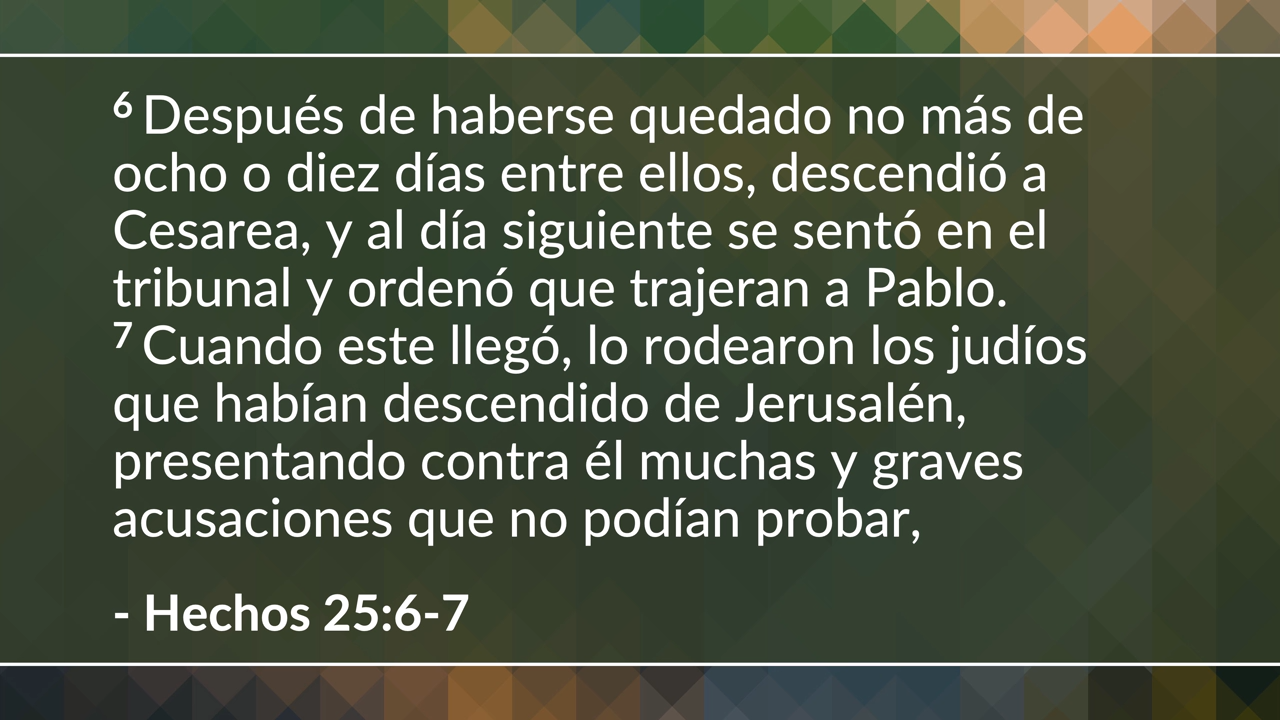 6 Después de haberse quedado no más de
ocho o diez días entre ellos, descendió a
Cesarea, y al día siguiente se sentó en el
tribunal y ordenó que trajeran a Pablo.
7 Cuando este llegó, lo rodearon los judíos
que habían descendido de Jerusalén,
presentando contra él muchas y graves
acusaciones que no podían probar,
- Hechos 25:6-7